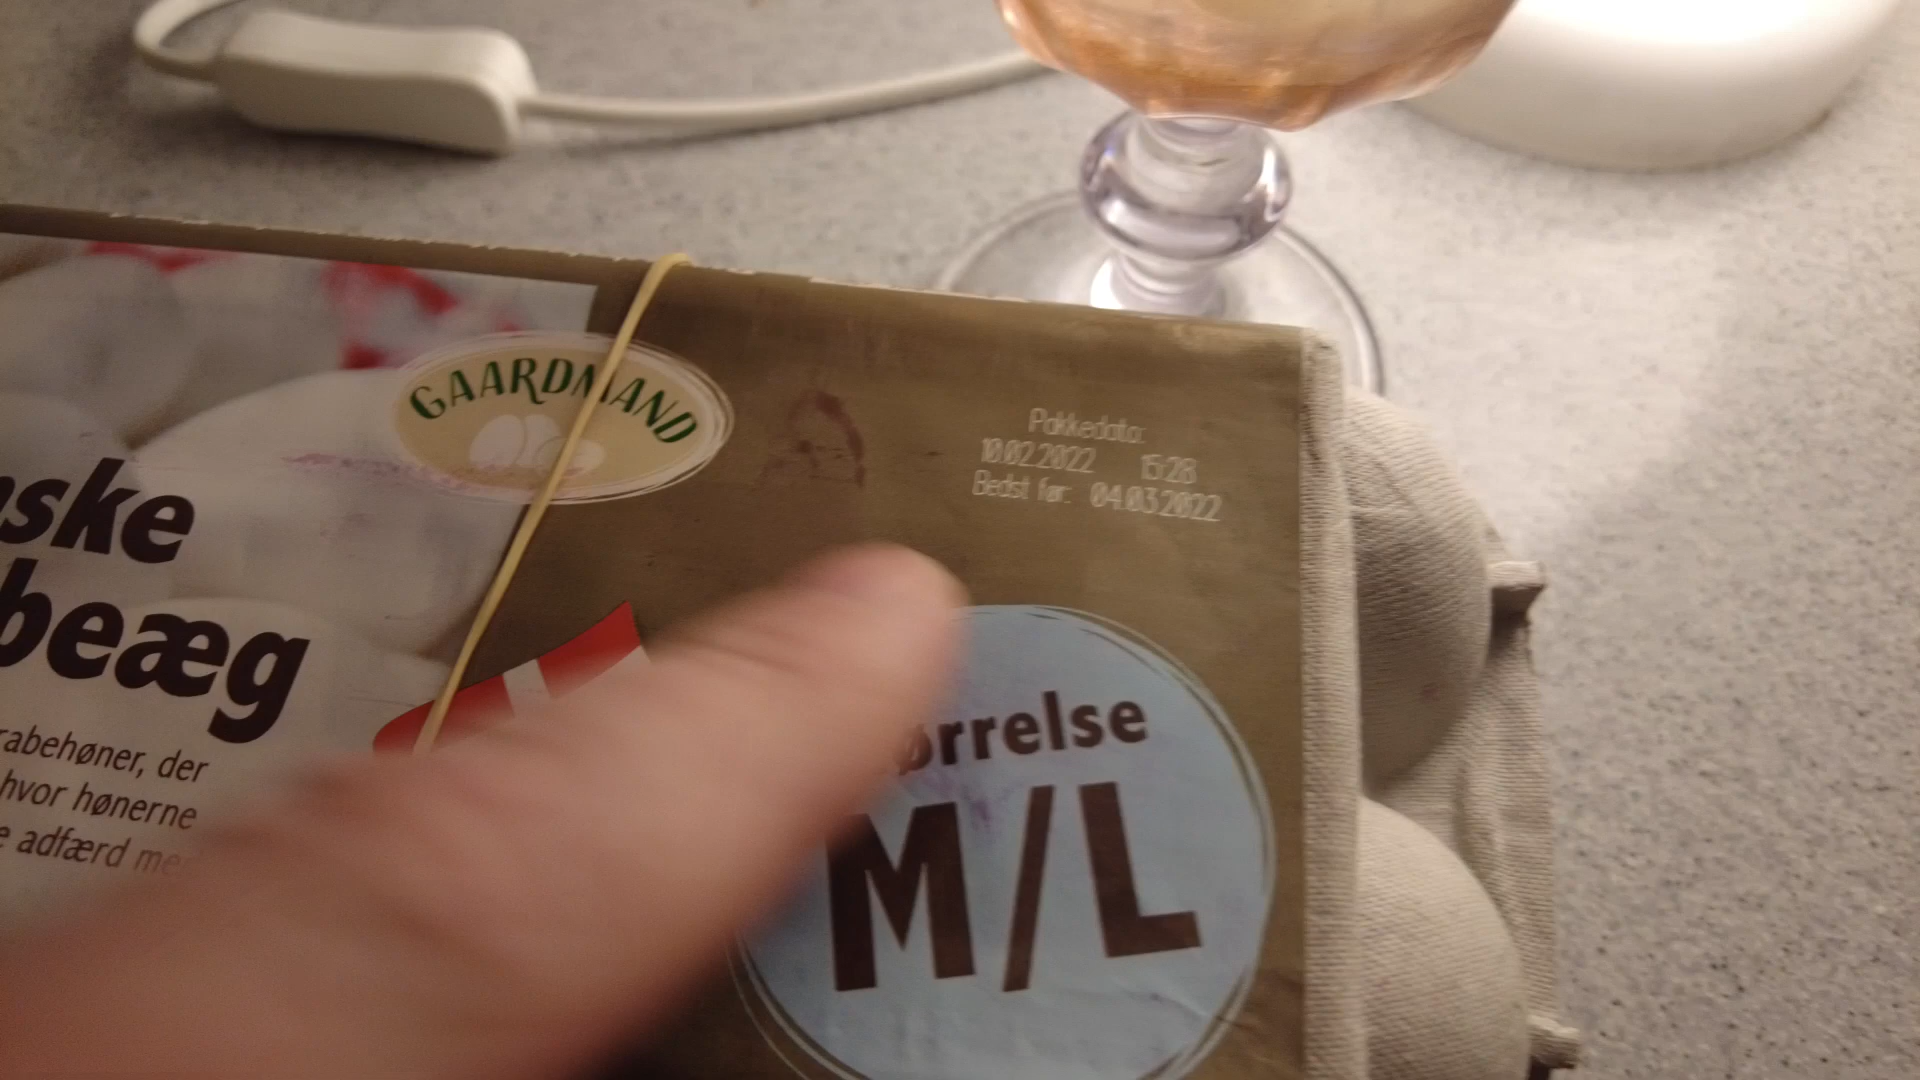 GAARDMAND
Pakkedato:
10.02.2022 15:28
Bedst før: 04.03.2022
ske
beæg
rabehøner, der
hvor hønerne
adfærd me
ørrelse
M/L